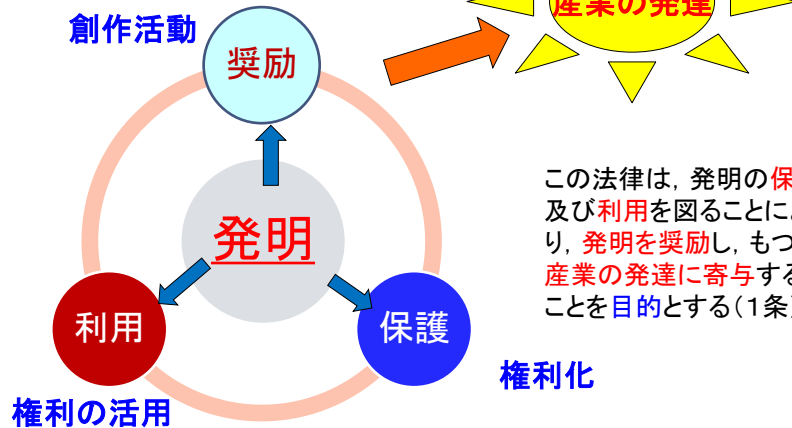 産業の発達
創作活動
奨励
発明
利用
保護
権利の活用
権利化
この法律は，発明の保
及び利用を図ることによ
り，発明を奨励し，もつ
産業の発達に寄与する
ことを目的とする（１条）